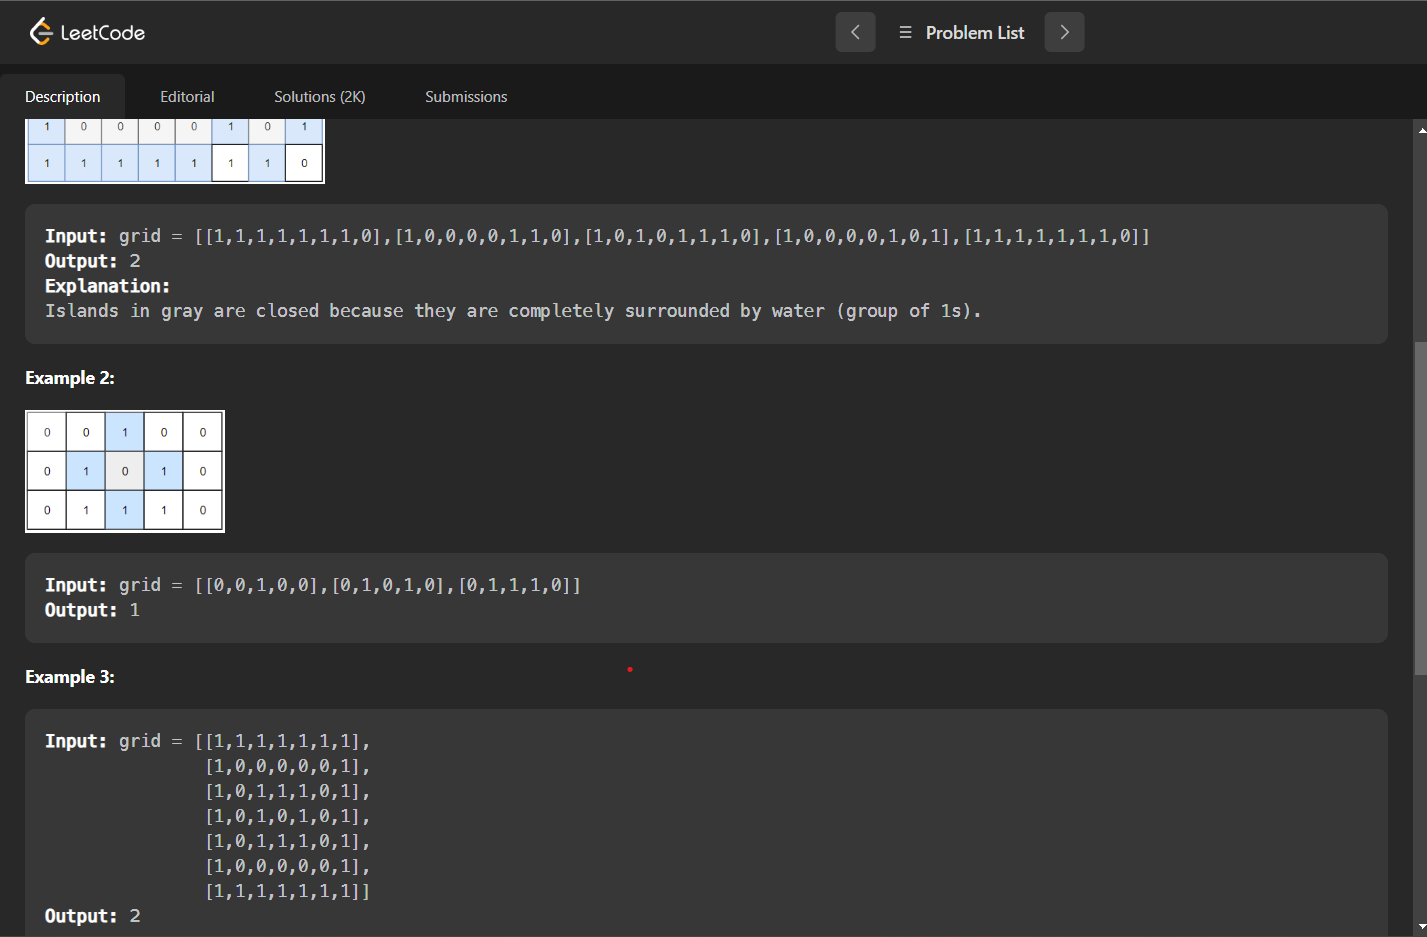 LeetCode
Problem List
Description Editorial Solutions (2K) Submissions
1 0 0 0 0 1 0 1
1 1 1 1 1 1 1 0
Input: grid = [[1,1,1,1,1,1,1,0],[1,0,0,0,0,1,1,0],[1,0,1,0,1,1,1,0],[1,0,0,0,0,1,0,1],[1,1,1,1,1,1,1,0]]
Output: 2
Explanation:
Islands in gray are closed because they are completely surrounded by water (group of 1s).
Example 2:
0 0 1 0 0
0 1 0 1 0
0 1 1 1 0
Input: grid = [[0,0,1,0,0],[0,1,0,1,0],[0,1,1,1,0]]
Output: 1
Example 3:
Input: grid = [[1,1,1,1,1,1,1],
[1,0,0,0,0,0,1],
[1,0,1,1,1,0,1],
[1,0,1,0,1,0,1],
[1,0,1,1,1,0,1],
[1,0,0,0,0,0,1],
[1,1,1,1,1,1,1]]
Output: 2